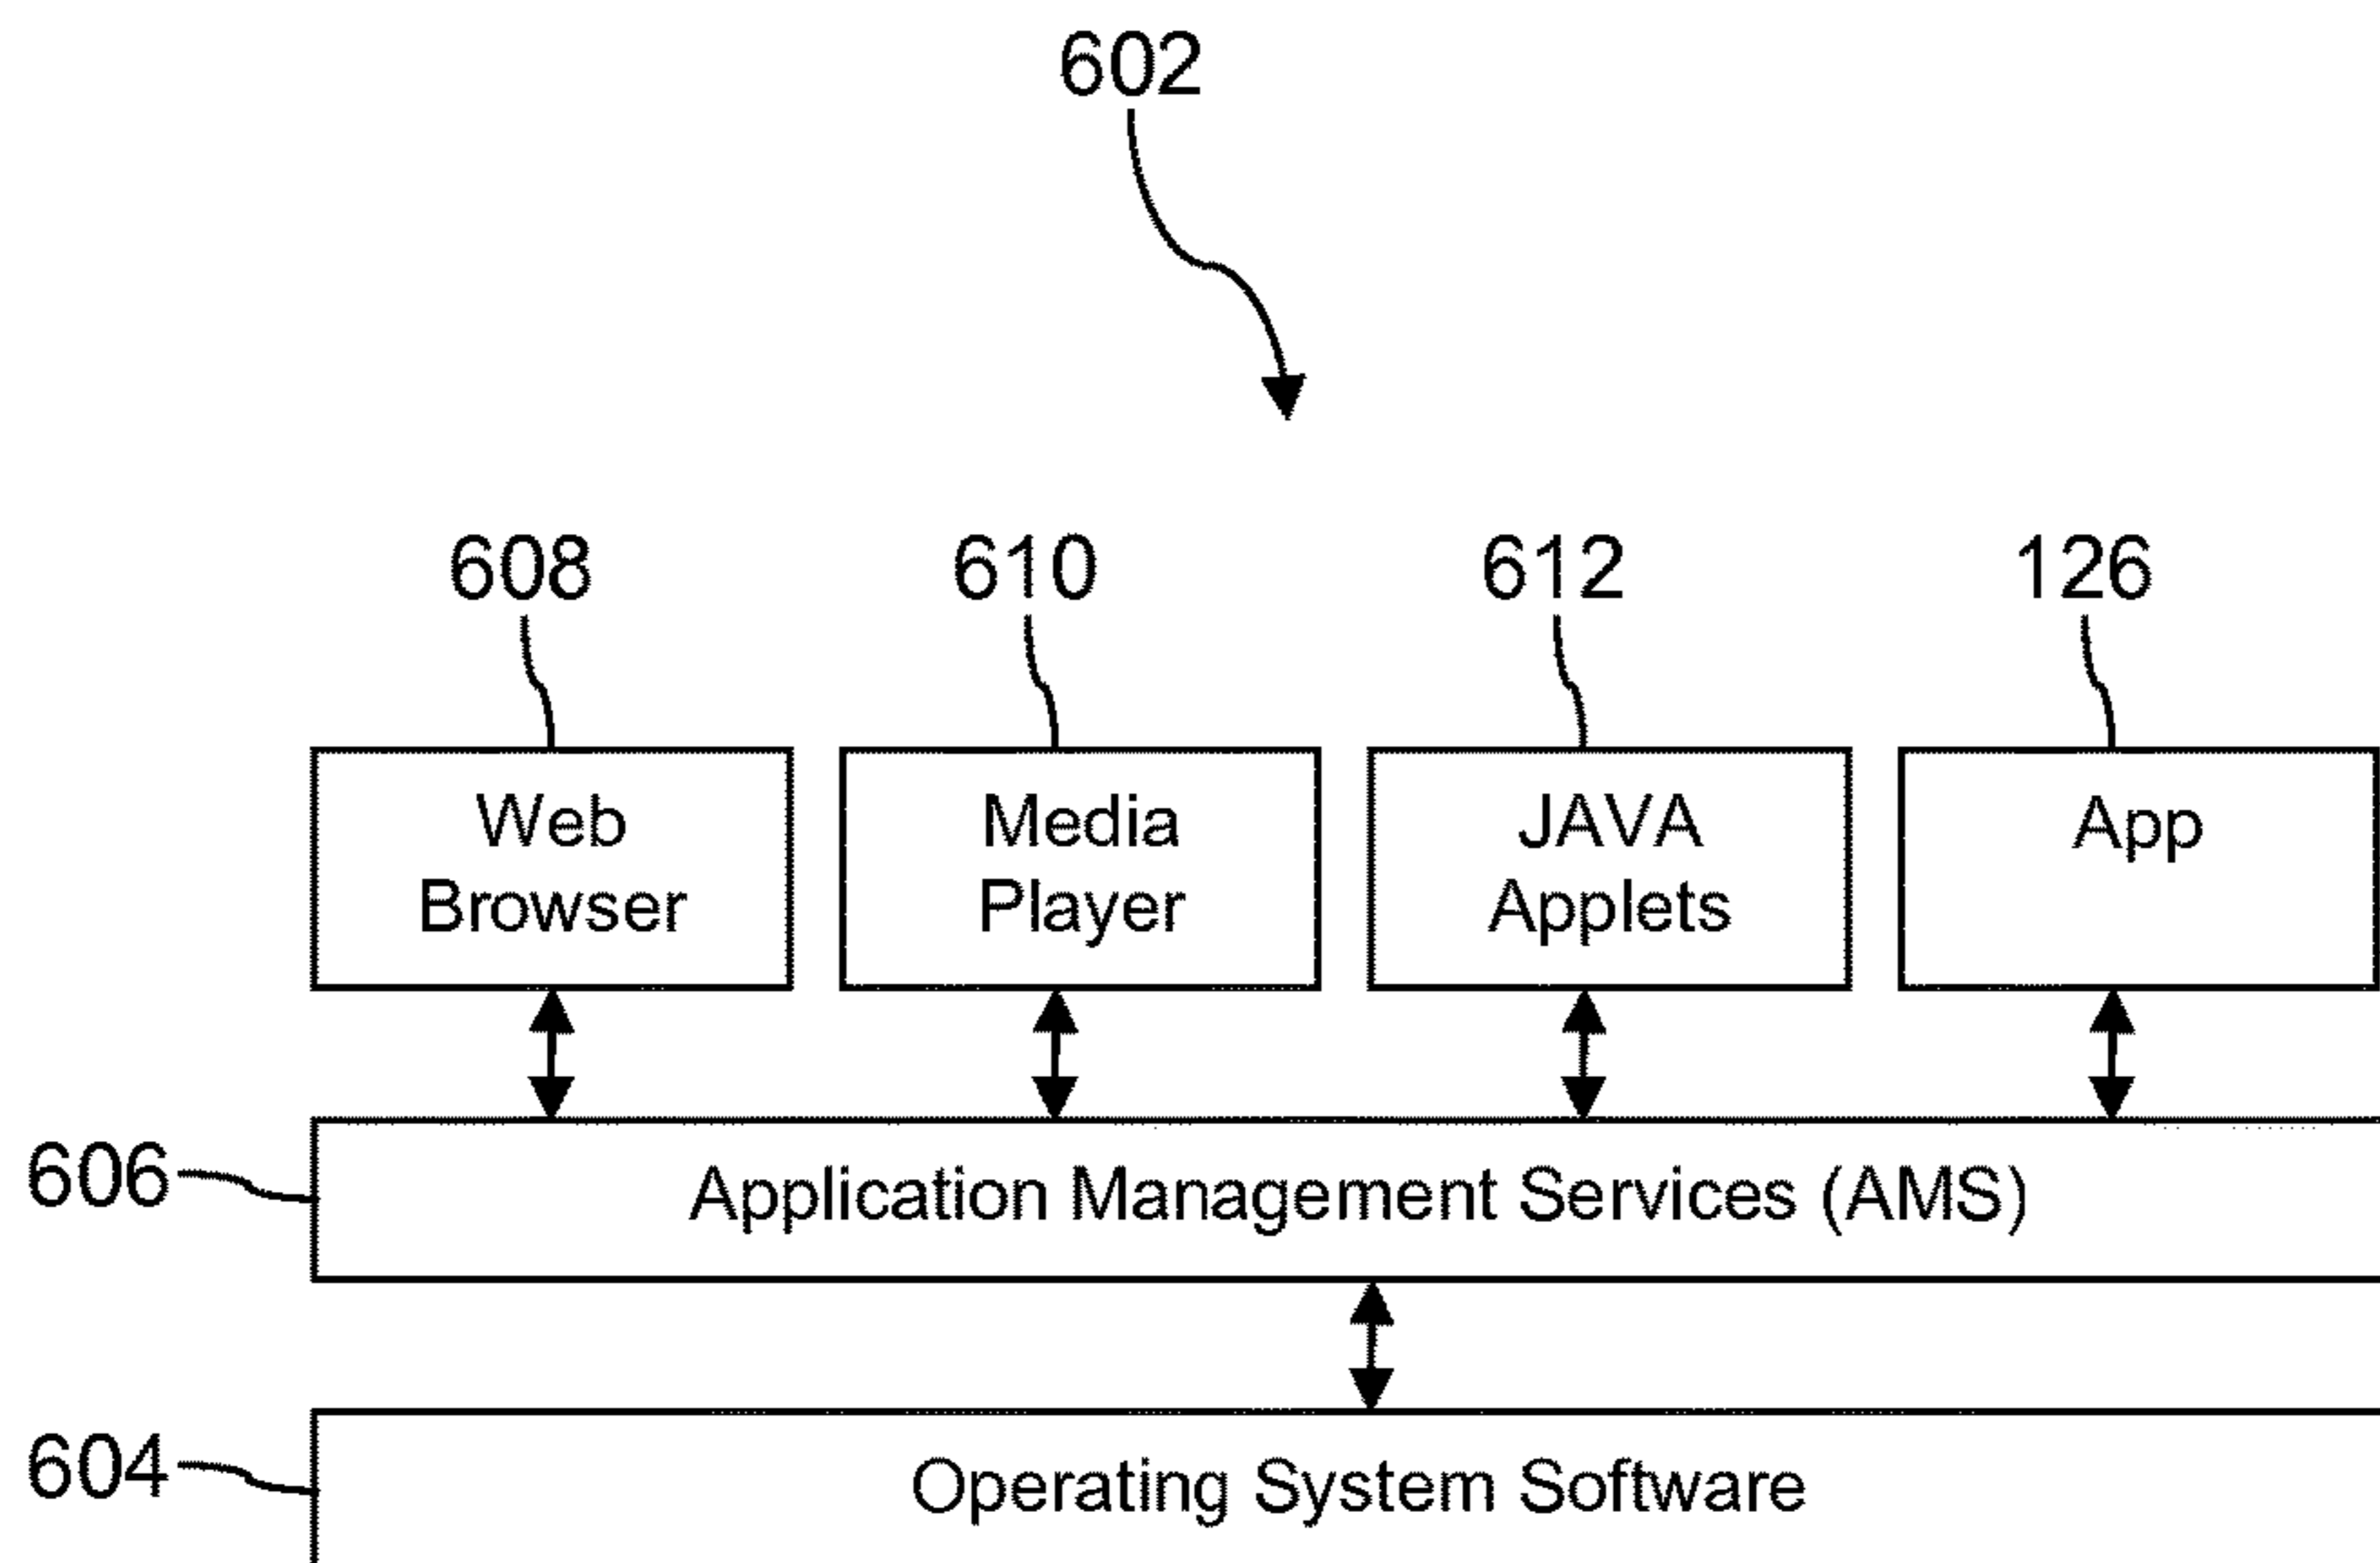 602
608
610
612
126
Web
Browser
Media
Player
JAVA
Applets
App
606
Application Management Services (AMS)
604
Operating System Software